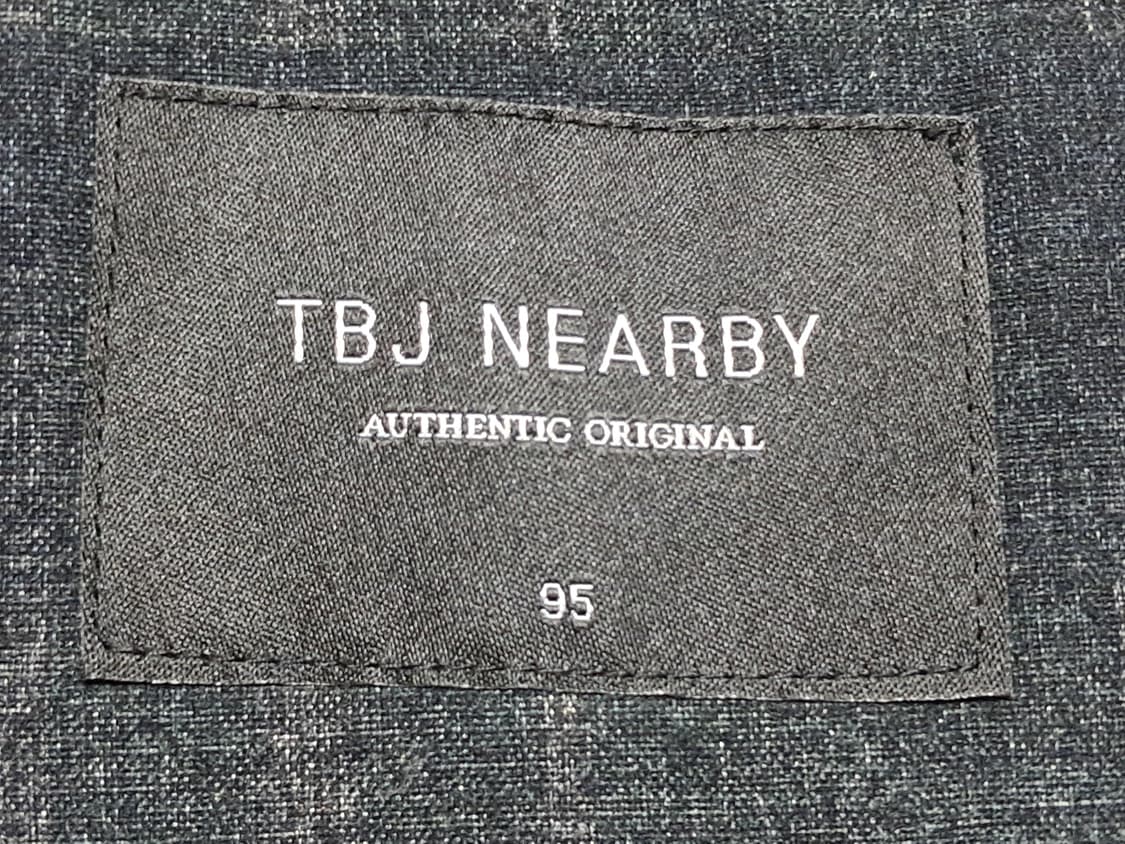 TBJ NEARBY
AUTHENTIC ORIGINAL
95